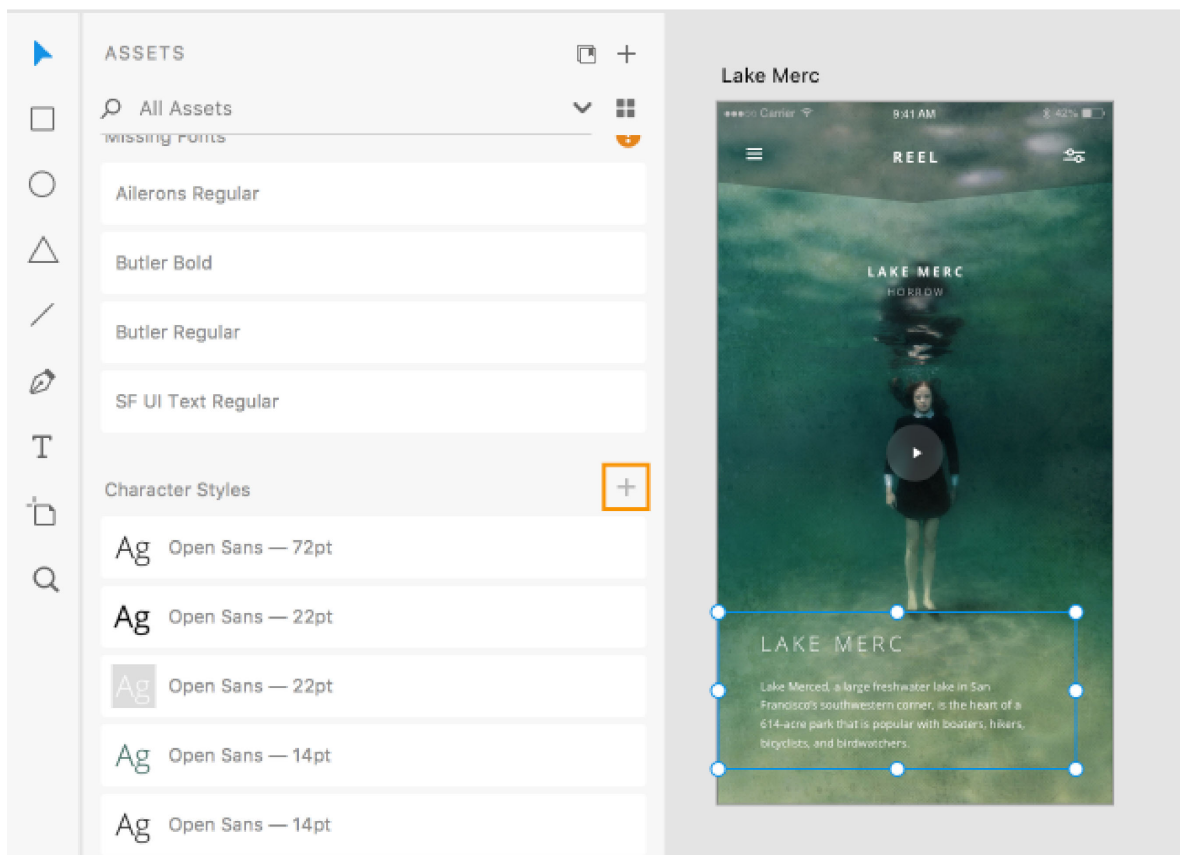 ASSETS
All Assets
Missing Fonts
Ailerons Regular
Butler Bold
Butler Regular
SF UI Text Regular
Character Styles
Ag Open Sans — 72pt
Ag Open Sans — 22pt
Ag Open Sans — 22pt
Ag Open Sans — 14pt
Ag Open Sans — 14pt
T
Lake Merc
Carrier 9:41 AM 42%
REEL
LAKE MERC
HORROW
LAKE MERC
Lake Merced, a large freshwater lake in San
Francisco's southwestern corner, is the heart of a
614-acre park that is popular with boaters, hikers,
bicyclists, and birdwatchers.